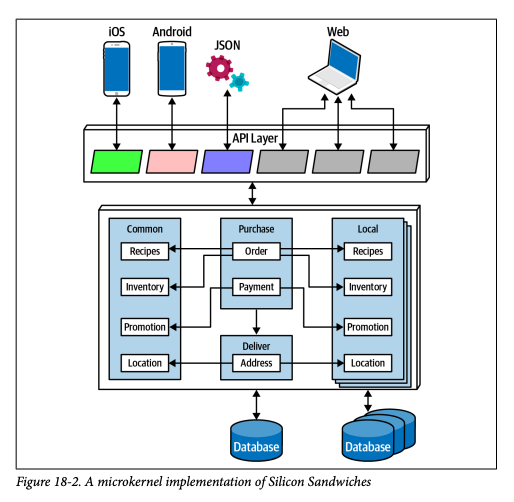 iOS Android JSON Web
API Layer
Common Purchase Local
Recipes Order Recipes
Inventory Payment Inventory
Promotion Promotion
Deliver
Location Address Location
Database Database
Figure 18-2. A microkernel implementation of Silicon Sandwiches